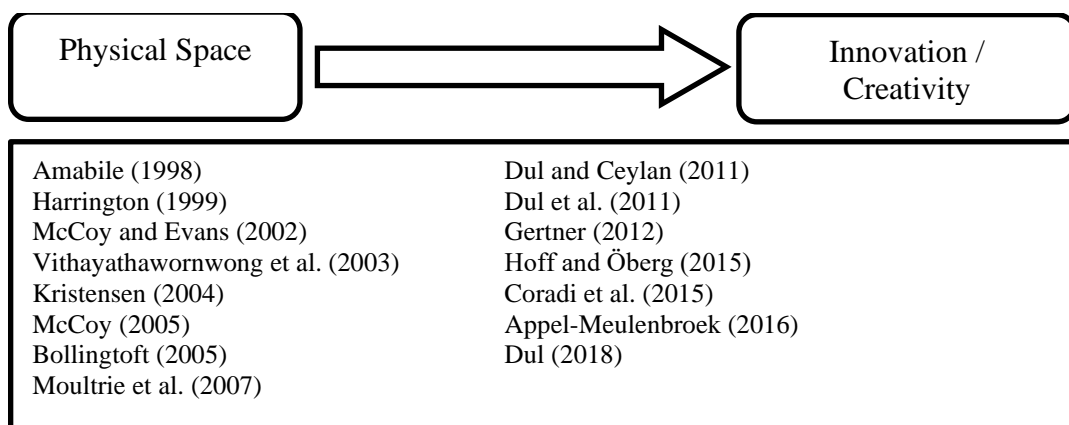 Physical Space
Innovation /
Creativity
Amabile (1998)
Harrington (1999)
McCoy and Evans (2002)
Vithayathawornwong et al. (2003)
Kristensen (2004)
McCoy (2005)
Bollingtoft (2005)
Moultrie et al. (2007)
Dul and Ceylan (2011)
Dul et al. (2011)
Gertner (2012)
Hoff and Öberg (2015)
Coradi et al. (2015)
Appel-Meulenbroek (2016)
Dul (2018)